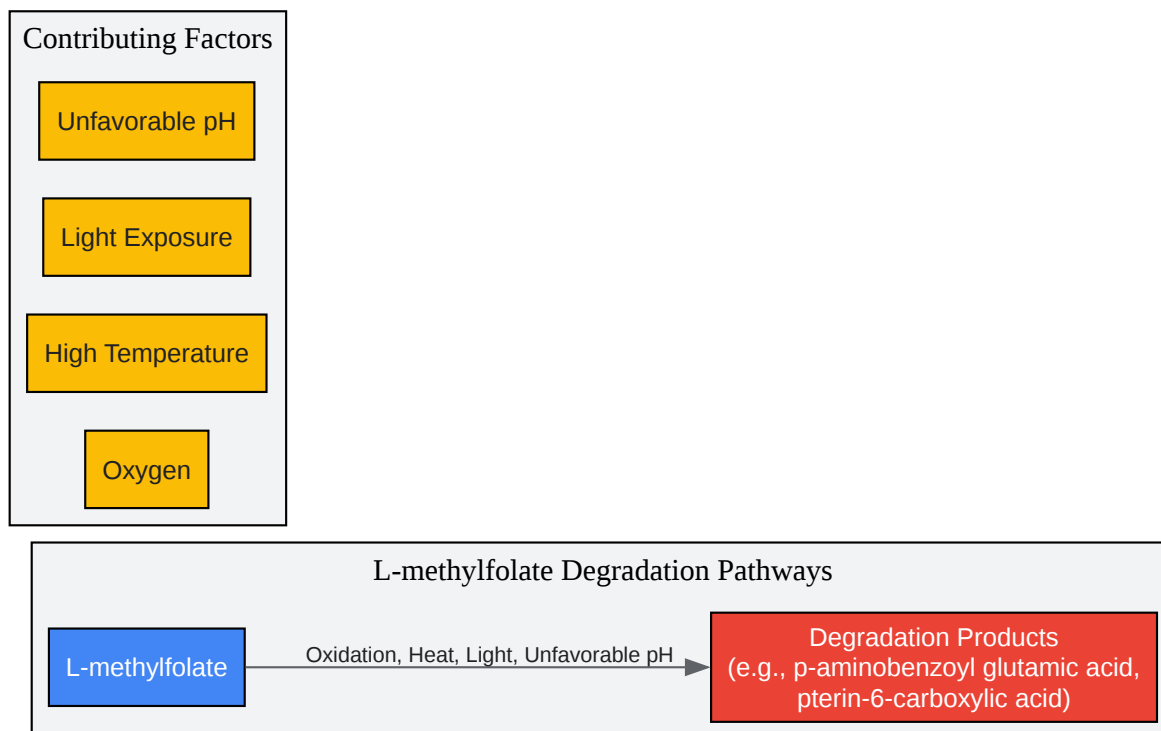 Contributing Factors
Unfavorable pH
Light Exposure
High Temperature
Oxygen
L-methylfolate Degradation Pathways
L-methylfolate
Oxidation, Heat, Light, Unfavorable pH
Degradation Products
(e.g., p-aminobenzoyl glutamic acid,
pterin-6-carboxylic acid)